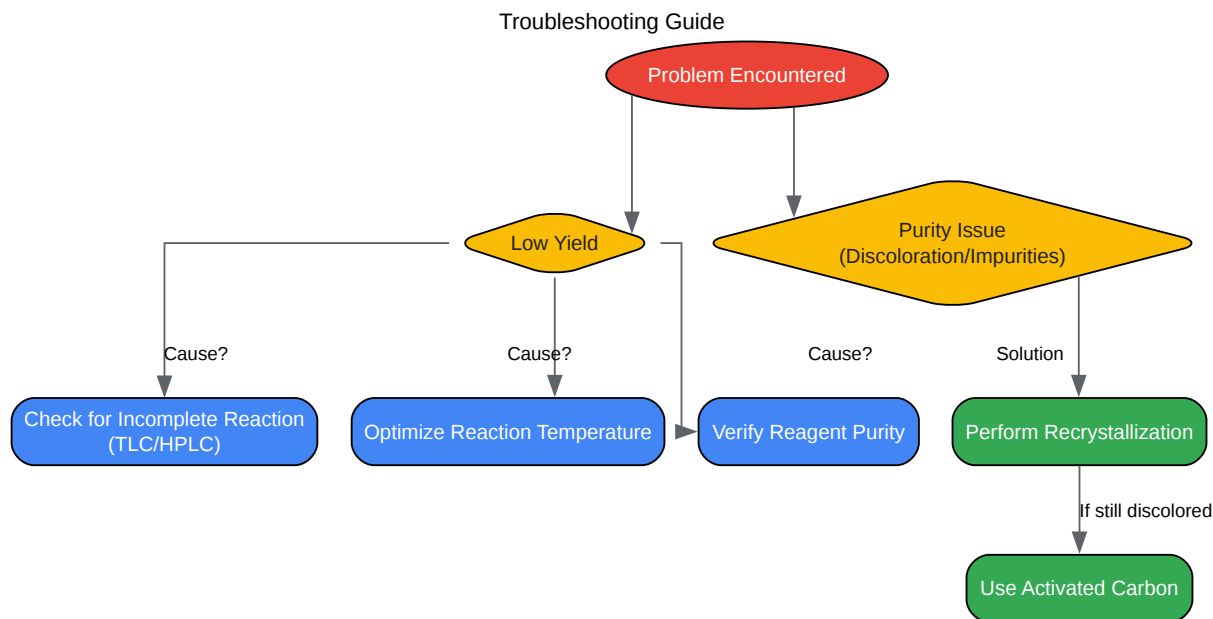 Troubleshooting Guide
Problem Encountered
Low Yield
Purity Issue
(Discoloration/Impurities)
Cause?
Cause?
Cause?
Solution
Check for Incomplete Reaction
(TLC/HPLC)
Optimize Reaction Temperature
Verify Reagent Purity
Perform Recrystallization
If still discolored
Use Activated Carbon